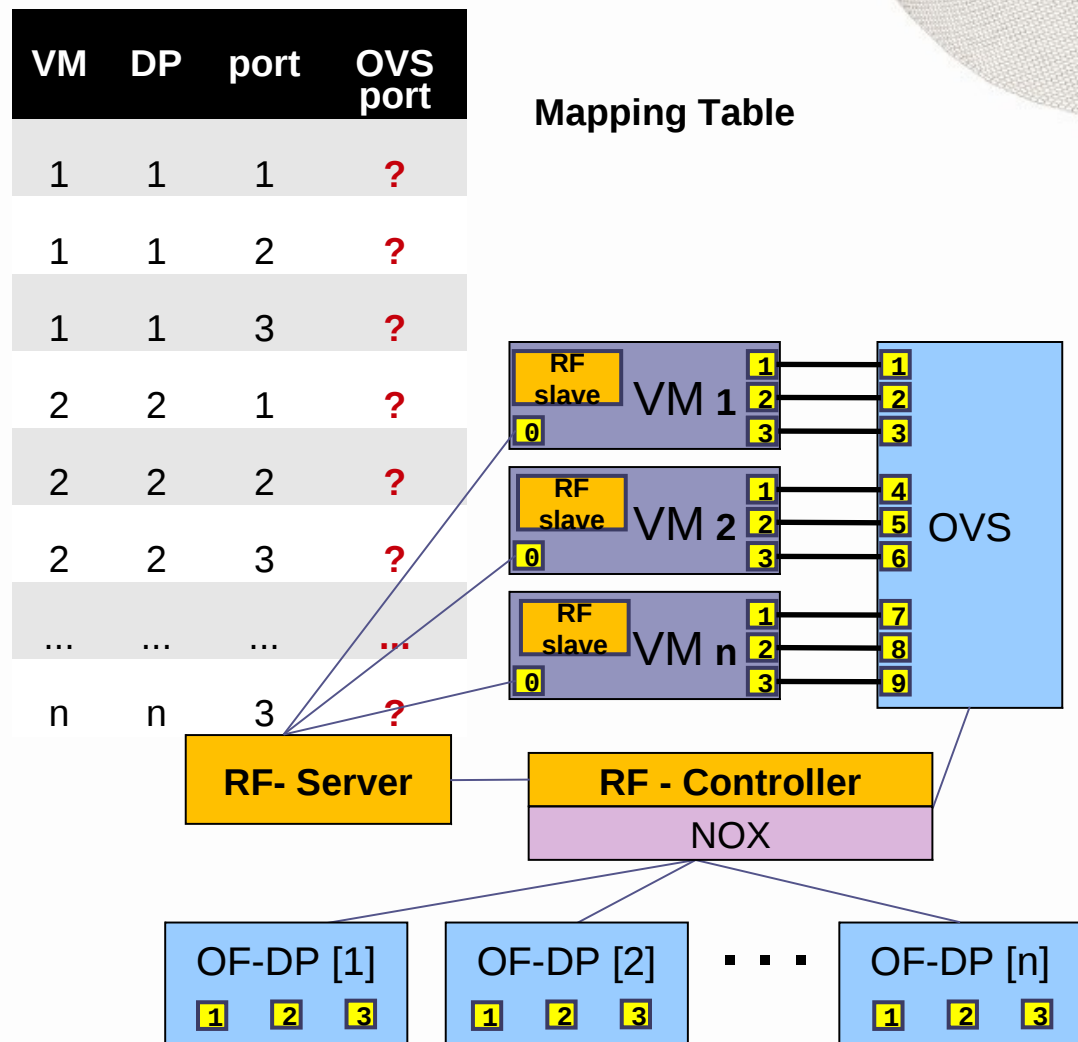 VM DP port OVS port
Mapping Table
1 1 1 ?
1 1 2 ?
1 1 3 ?
2 2 1 ?
2 2 2 ?
2 2 3 ?
... ... ... ...
n n 3 ?
RF
slave
VM 1
0
1
2
3
1
2
3
RF
slave
VM 2
0
1
2
3
4
5
6
OVS
RF
slave
VM n
0
1
2
3
7
8
9
RF- Server
RF - Controller
NOX
OF-DP [1]
1 2 3
OF-DP [2]
1 2 3
. . .
OF-DP [n]
1 2 3